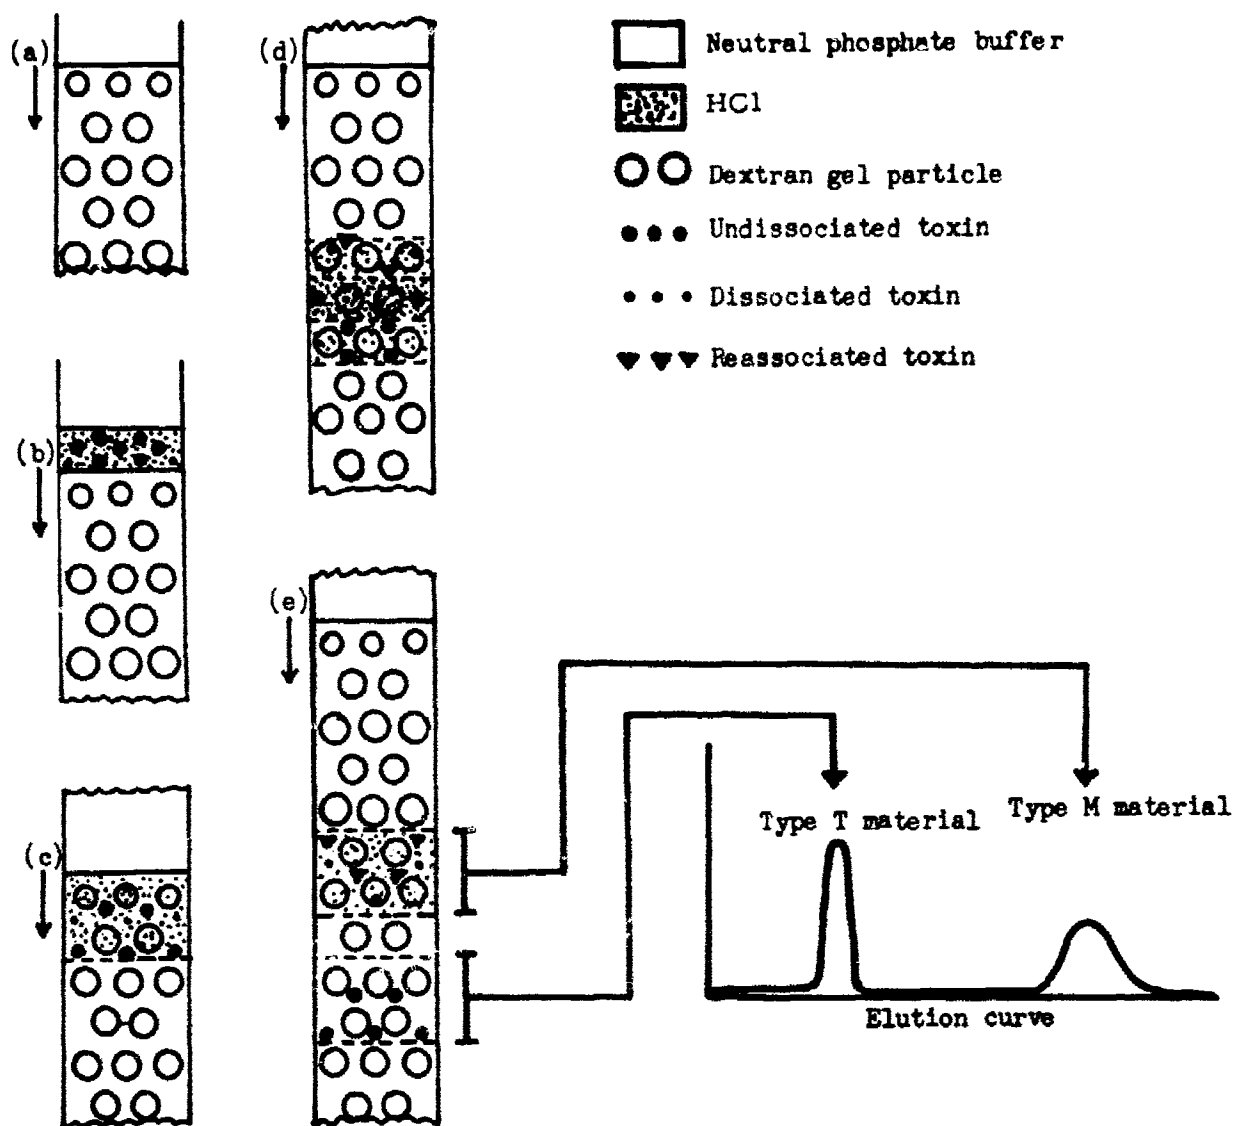 (a)
(d)
Neutral phosphate buffer
HCl
Dextran gel particle
Undissociated toxin
Dissociated toxin
Reassociated toxin
(b)
(e)
(c)
Type T material
Type M material
Elution curve